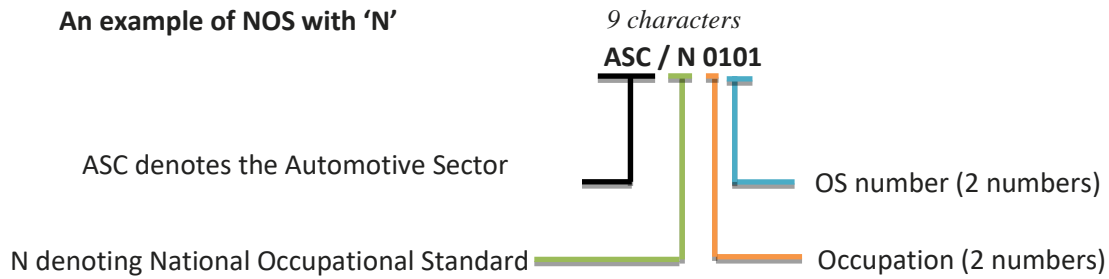 An example of NOS with ‘N’
9 characters
ASC / N 0101
ASC denotes the Automotive Sector
OS number (2 numbers)
N denoting National Occupational Standard
Occupation (2 numbers)